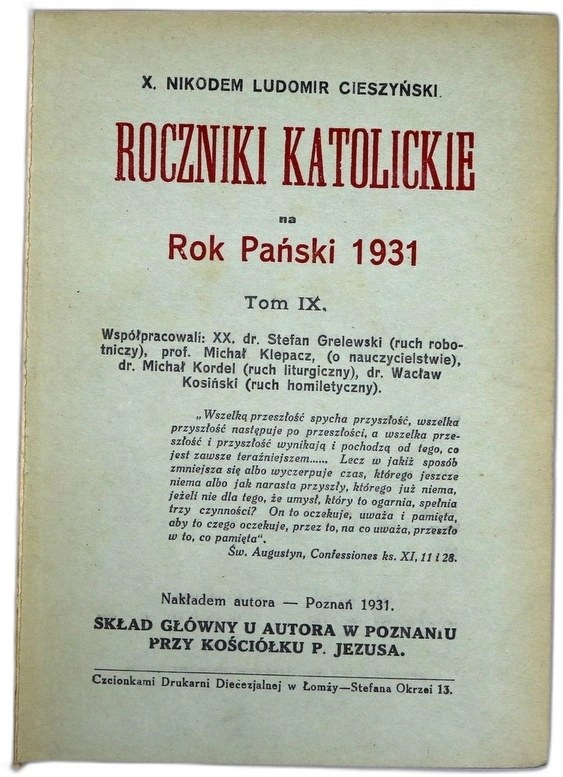 X. NIKODEM LUDOMIR CIESZYŃSKI.
ROCZNIKI KATOLICKIE
na
Rok Pański 1931
Tom IX.
Współpracowali: XX. dr. Stefan Grelewski (ruch robo-
tniczy), prof. Michał Klepacz, (o nauczycielstwie),
dr. Michał Kordel (ruch liturgiczny), dr. Wacław
Kosiński (ruch homiletyczny).
„Wszelką przeszłość spycha przyszłość, wszelka
przyszłość następuje po przeszłości, a wszelka prze-
szłość i przyszłość wynikają i pochodzą od tego, co
jest zawsze teraźniejszem...... Lecz w jakiż sposób
zmniejsza się albo wyczerpuje czas, którego jeszcze
niema albo jak narasta przyszły, którego już niema,
jeżeli nie dla tego, że umysł, który to ogarnia, spełnia
trzy czynności? On to oczekuje, uważa i pamięta,
aby to czego oczekuje, przez to, na co uważa, przeszło
w to, co pamięta“.
Św. Augustyn, Confessiones ks. XI, 11 i 28.
Nakładem autora — Poznań 1931.
SKŁAD GŁÓWNY U AUTORA W POZNANIU
PRZY KOŚCIÓŁKU P. JEZUSA.
Czcionkami Drukarni Diecezjalnej w Łomży—Stefana Okrzei 13.